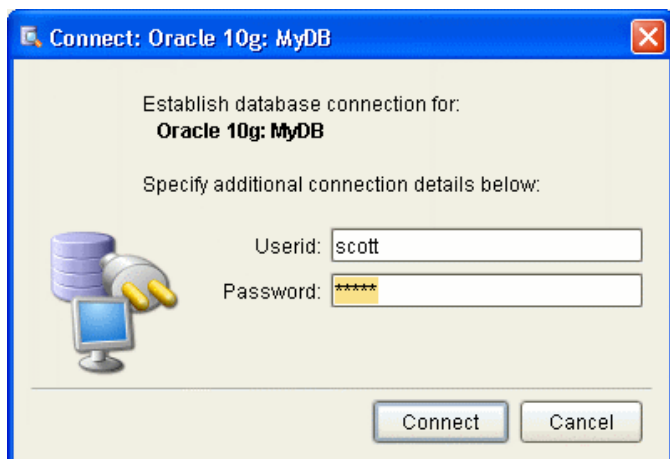 Connect: Oracle 10g: MyDB
Establish database connection for:
Oracle 10g: MyDB
Specify additional connection details below:
Userid: scott
Password: *****
Connect Cancel